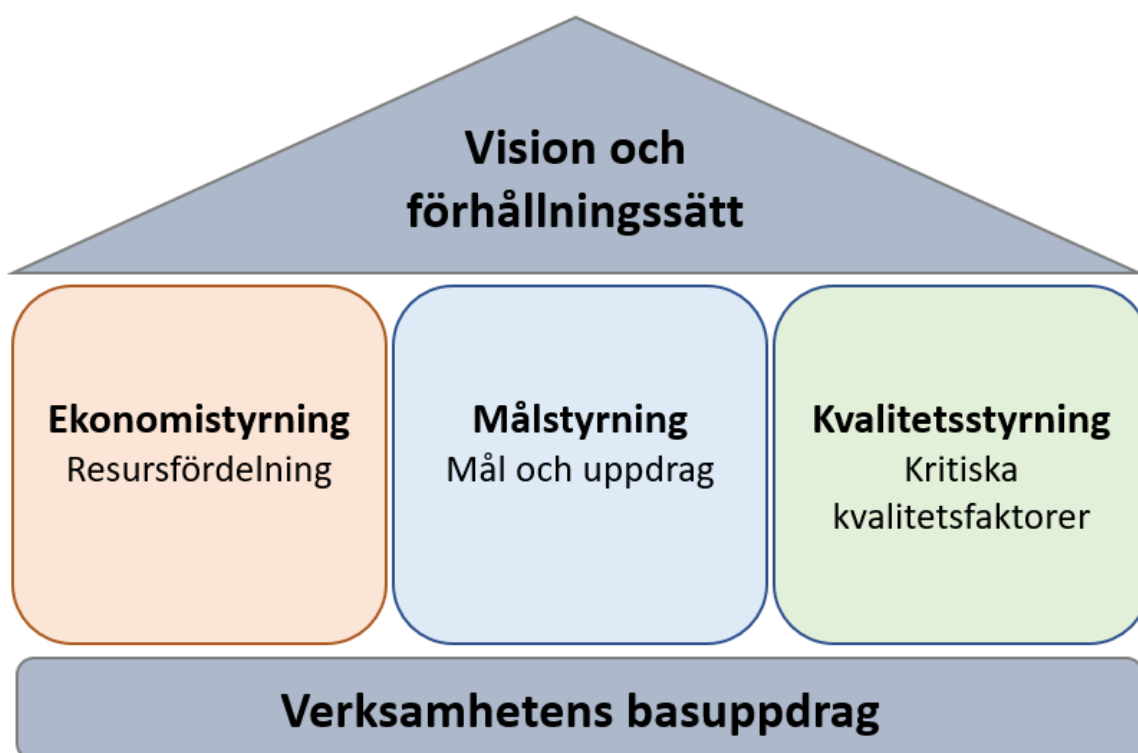 Vision och
förhållningssätt
Ekonomistyrning
Resursfördelning
Målstyrning
Mål och uppdrag
Kvalitetsstyrning
Kritiska
kvalitetsfaktorer
Verksamhetens basuppdrag